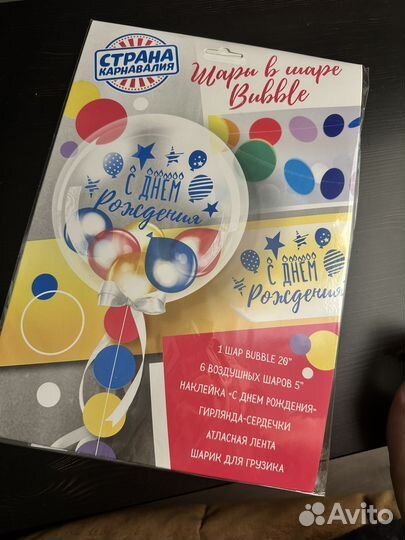 СТРАНА
КАРНАВАЛИЯ
Шары в шаре
Bubble
С ДНЕМ
Рождения
С ДНЕМ
Рождения
1 ШАР BUBBLE 20"
6 ВОЗДУШНЫХ ШАРОВ 5"
НАКЛЕЙКА «С ДНЕМ РОЖДЕНИЯ»
ГИРЛЯНДА-СЕРДЕЧКИ
АТЛАСНАЯ ЛЕНТА
ШАРИК ДЛЯ ГРУЗИКА
Avito